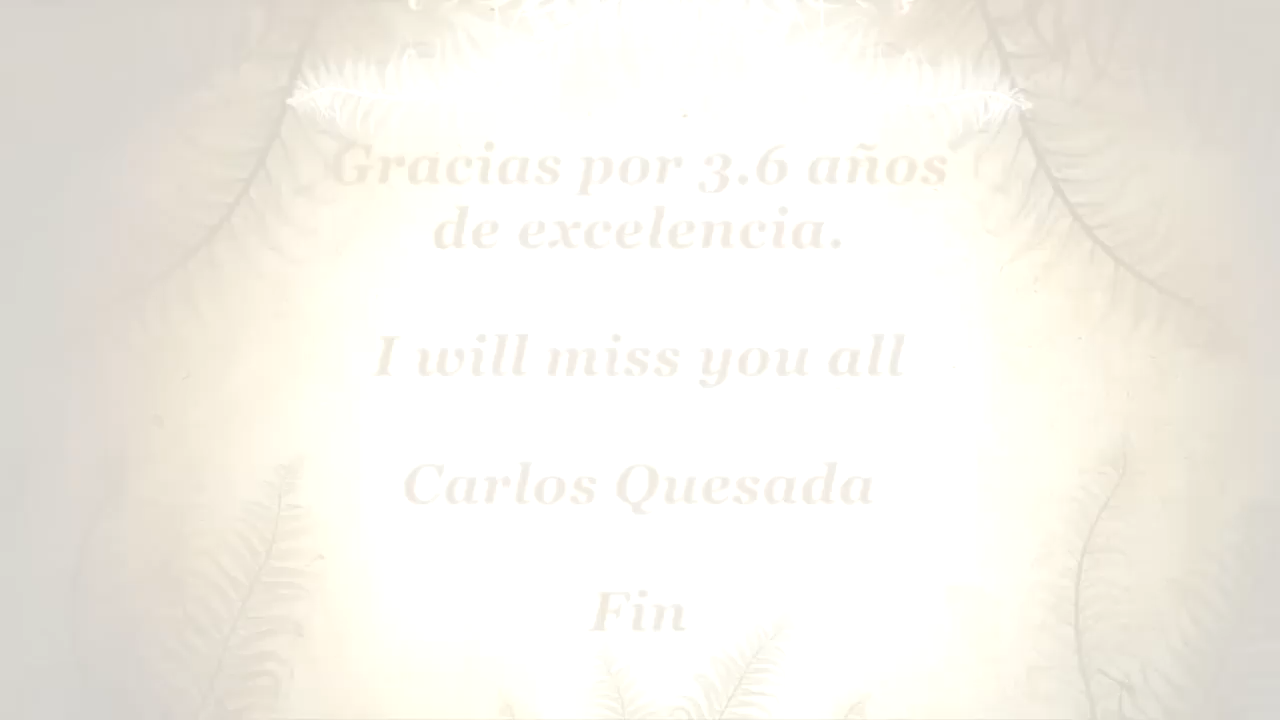 Gracias por 3.6 años
de excelencia.
I will miss you all
Carlos Quesada
Fin